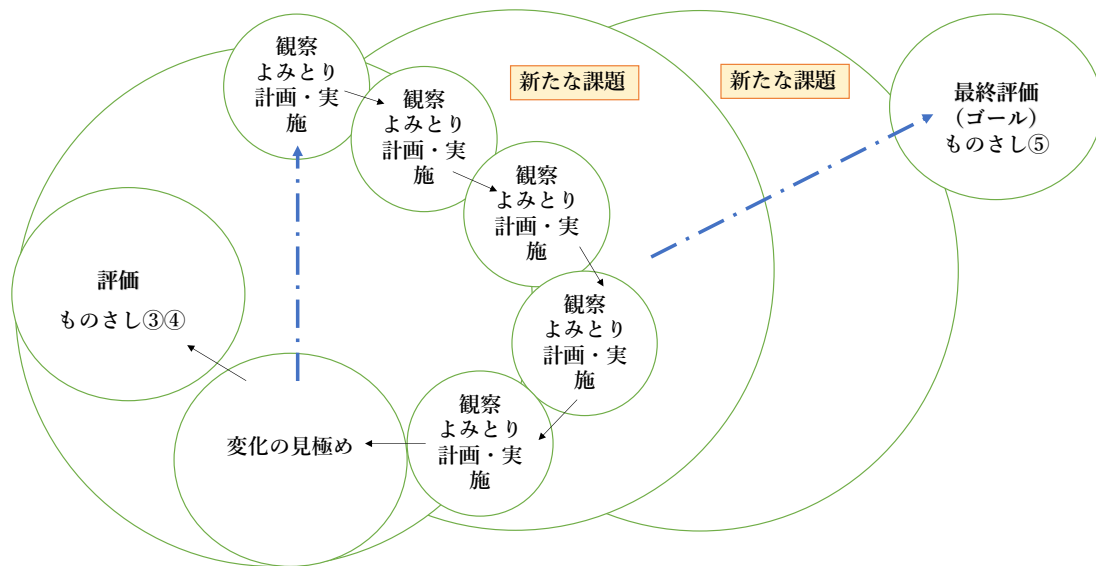 観察
よみとり
計画・実
施
観察
よみとり
計画・実
施
観察
よみとり
計画・実
施
観察
よみとり
計画・実
施
観察
よみとり
計画・実
施
変化の見極め
評価
ものさし③④
新たな課題
新たな課題
最終評価
（ゴール）
ものさし⑤